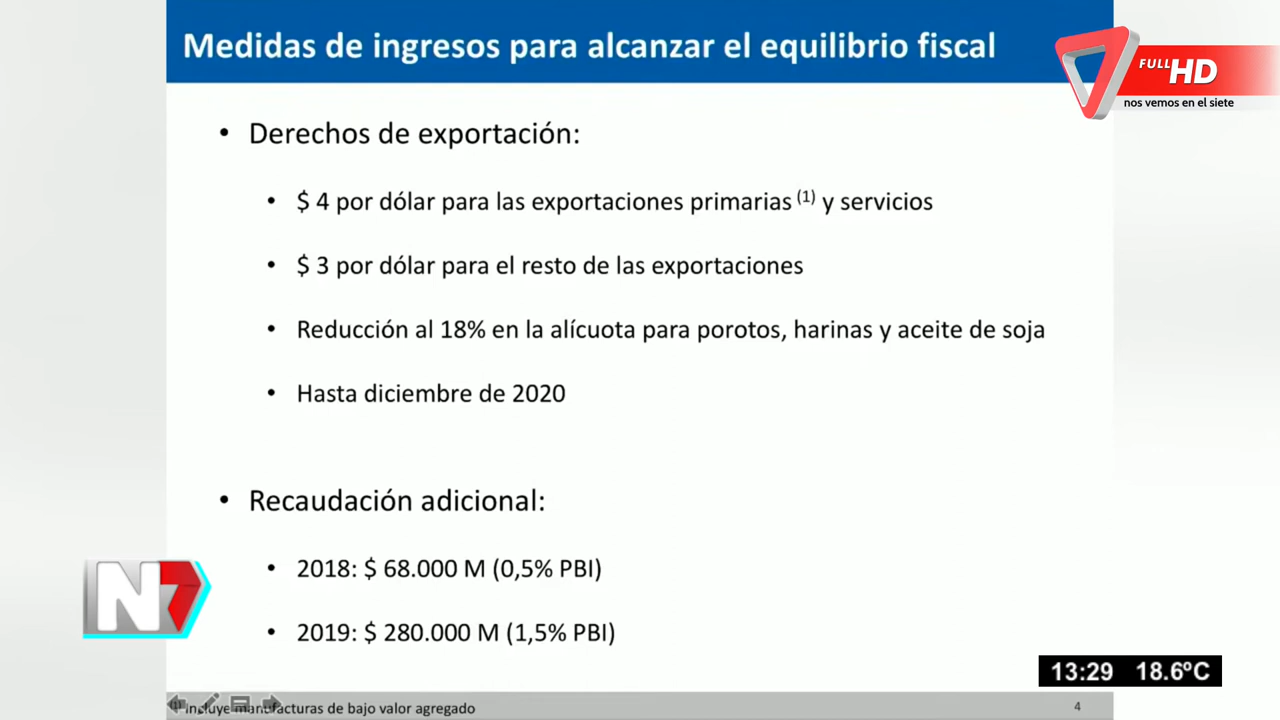 Medidas de ingresos para alcanzar el equilibrio fiscal
FULL HD
nos vemos en el siete
• Derechos de exportación:
• $ 4 por dólar para las exportaciones primarias (1) y servicios
• $ 3 por dólar para el resto de las exportaciones
• Reducción al 18% en la alícuota para porotos, harinas y aceite de soja
• Hasta diciembre de 2020
• Recaudación adicional:
• 2018: $ 68.000 M (0,5% PBI)
• 2019: $ 280.000 M (1,5% PBI)
N7
13:29 18.6ºC
(1) Incluye manufacturas de bajo valor agregado
4